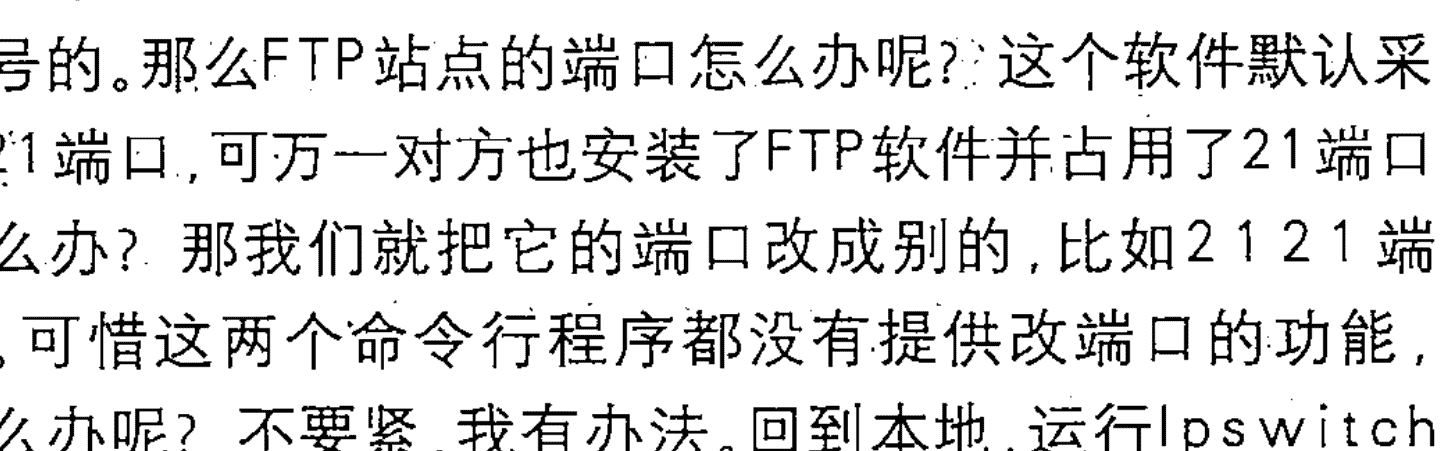 号的。那么FTP站点的端口怎么办呢? 这个软件默认采
21端口,可万一对方也安装了FTP软件并占用了21端口
么办? 那我们就把它的端口改成别的,比如2121端
。可惜这两个命令行程序都没有提供改端口的功能,
么办呢? 不要紧,我有办法。回到本地,运行Ipswitch